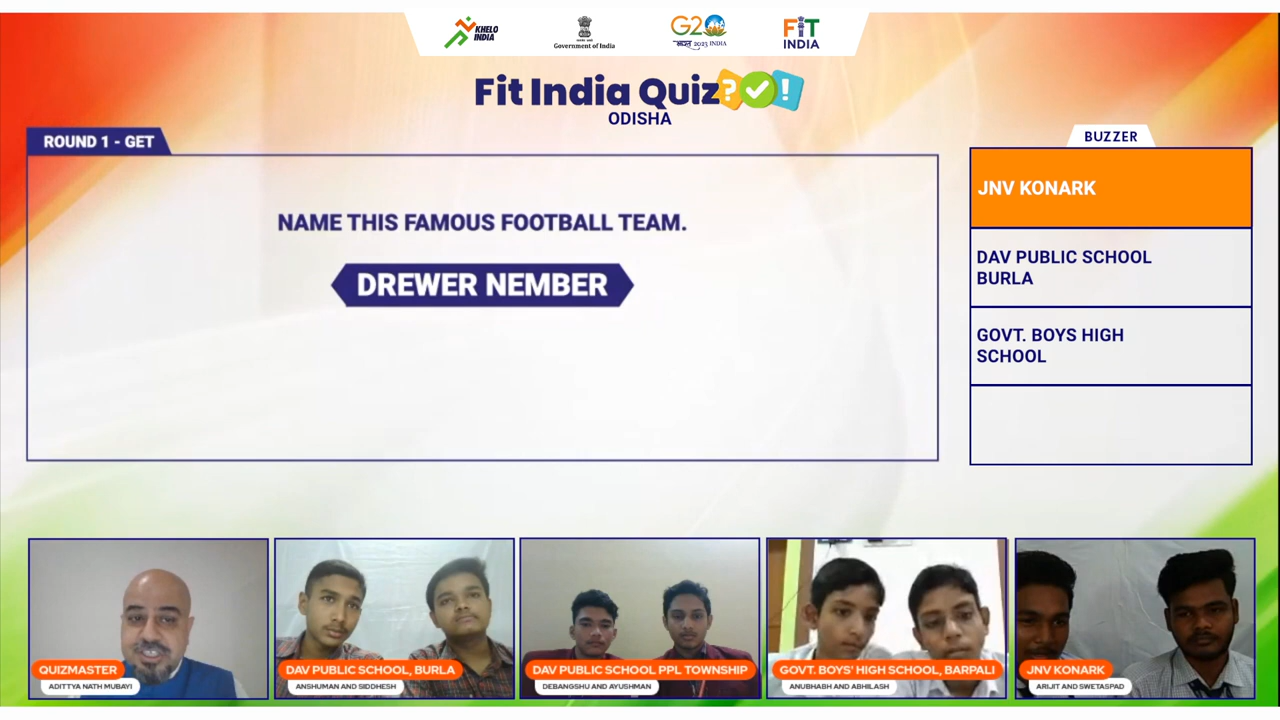 KHELO
INDIA
Government of India
G20
भारत 2023 INDIA
FIT
INDIA
Fit India Quiz?!
ODISHA
ROUND 1 - GET
NAME THIS FAMOUS FOOTBALL TEAM.
DREWER NEMBER
BUZZER
JNV KONARK
DAV PUBLIC SCHOOL
BURLA
GOVT. BOYS HIGH
SCHOOL
QUIZMASTER
ADITTYA NATH MUBAYI
DAV PUBLIC SCHOOL, BURLA
ANSHUMAN AND SIDDHESH
DAV PUBLIC SCHOOL PPL TOWNSHIP
DEBANGSHU AND AYUSHMAN
GOVT. BOYS' HIGH SCHOOL, BARPALI
ANUBHABH AND ABHILASH
JNV KONARK
ARIJIT AND SWETASPAD